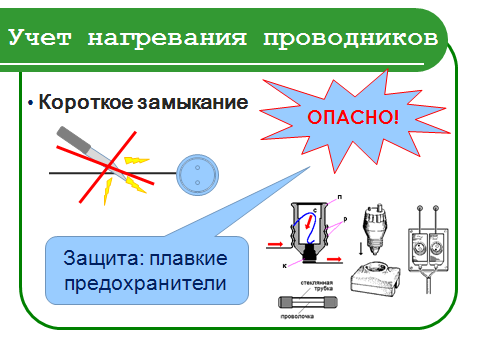 Учет нагревания проводников
• Короткое замыкание
ОПАСНО!
Защита: плавкие
предохранители
п
с
р
к
стеклянная
трубка
проволочка